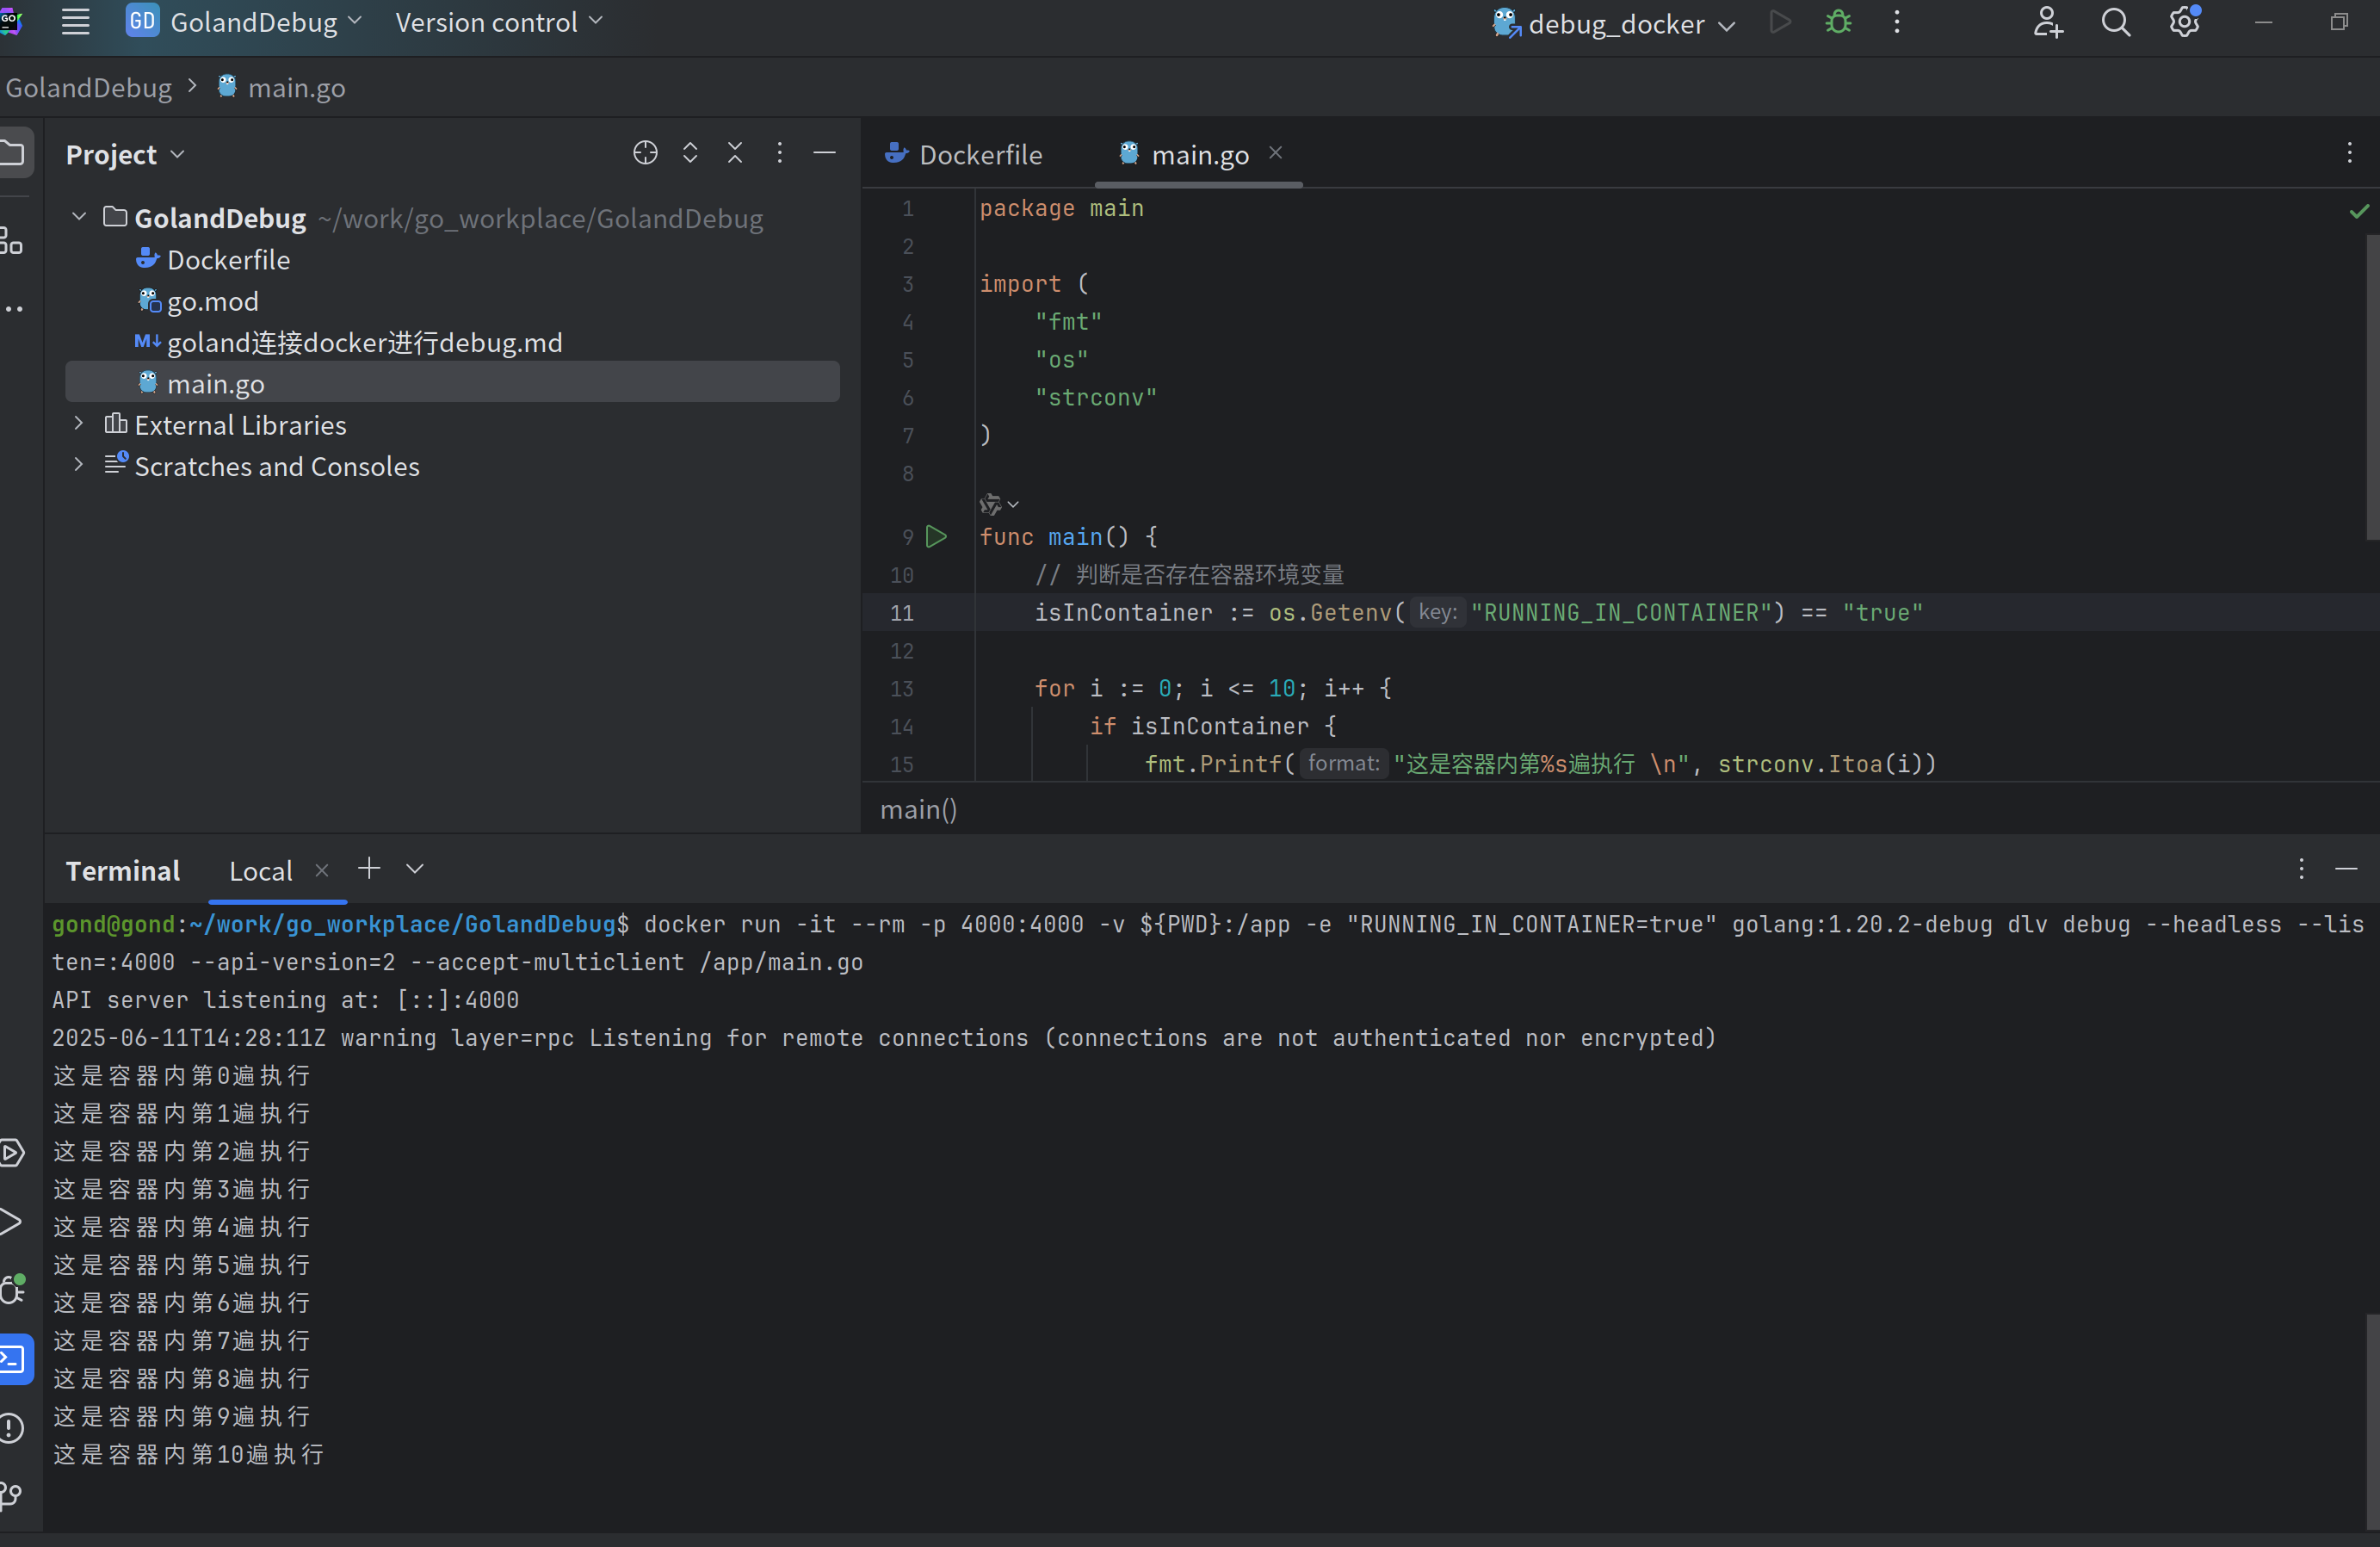 GO
GD GolandDebug Version control debug_docker
GolandDebug main.go
Project
GolandDebug ~/work/go_workplace/GolandDebug
Dockerfile
go.mod
M↓ goland连接docker进行debug.md
main.go
External Libraries
Scratches and Consoles
Dockerfile main.go
1 package main
2
3 import (
4 "fmt"
5 "os"
6 "strconv"
7 )
8
9 func main() {
10 // 判断是否存在容器环境变量
11 isInContainer := os.Getenv( key: "RUNNING_IN_CONTAINER") == "true"
12
13 for i := 0; i <= 10; i++ {
14 if isInContainer {
15 fmt.Printf( format: "这是容器内第%s遍执行 \n", strconv.Itoa(i))
main()
Terminal Local
gond@gond:~/work/go_workplace/GolandDebug$ docker run -it --rm -p 4000:4000 -v ${PWD}:/app -e "RUNNING_IN_CONTAINER=true" golang:1.20.2-debug dlv debug --headless --lis
ten=:4000 --api-version=2 --accept-multiclient /app/main.go
API server listening at: [::]:4000
2025-06-11T14:28:11Z warning layer=rpc Listening for remote connections (connections are not authenticated nor encrypted)
这是容器内第0遍执行
这是容器内第1遍执行
这是容器内第2遍执行
这是容器内第3遍执行
这是容器内第4遍执行
这是容器内第5遍执行
这是容器内第6遍执行
这是容器内第7遍执行
这是容器内第8遍执行
这是容器内第9遍执行
这是容器内第10遍执行